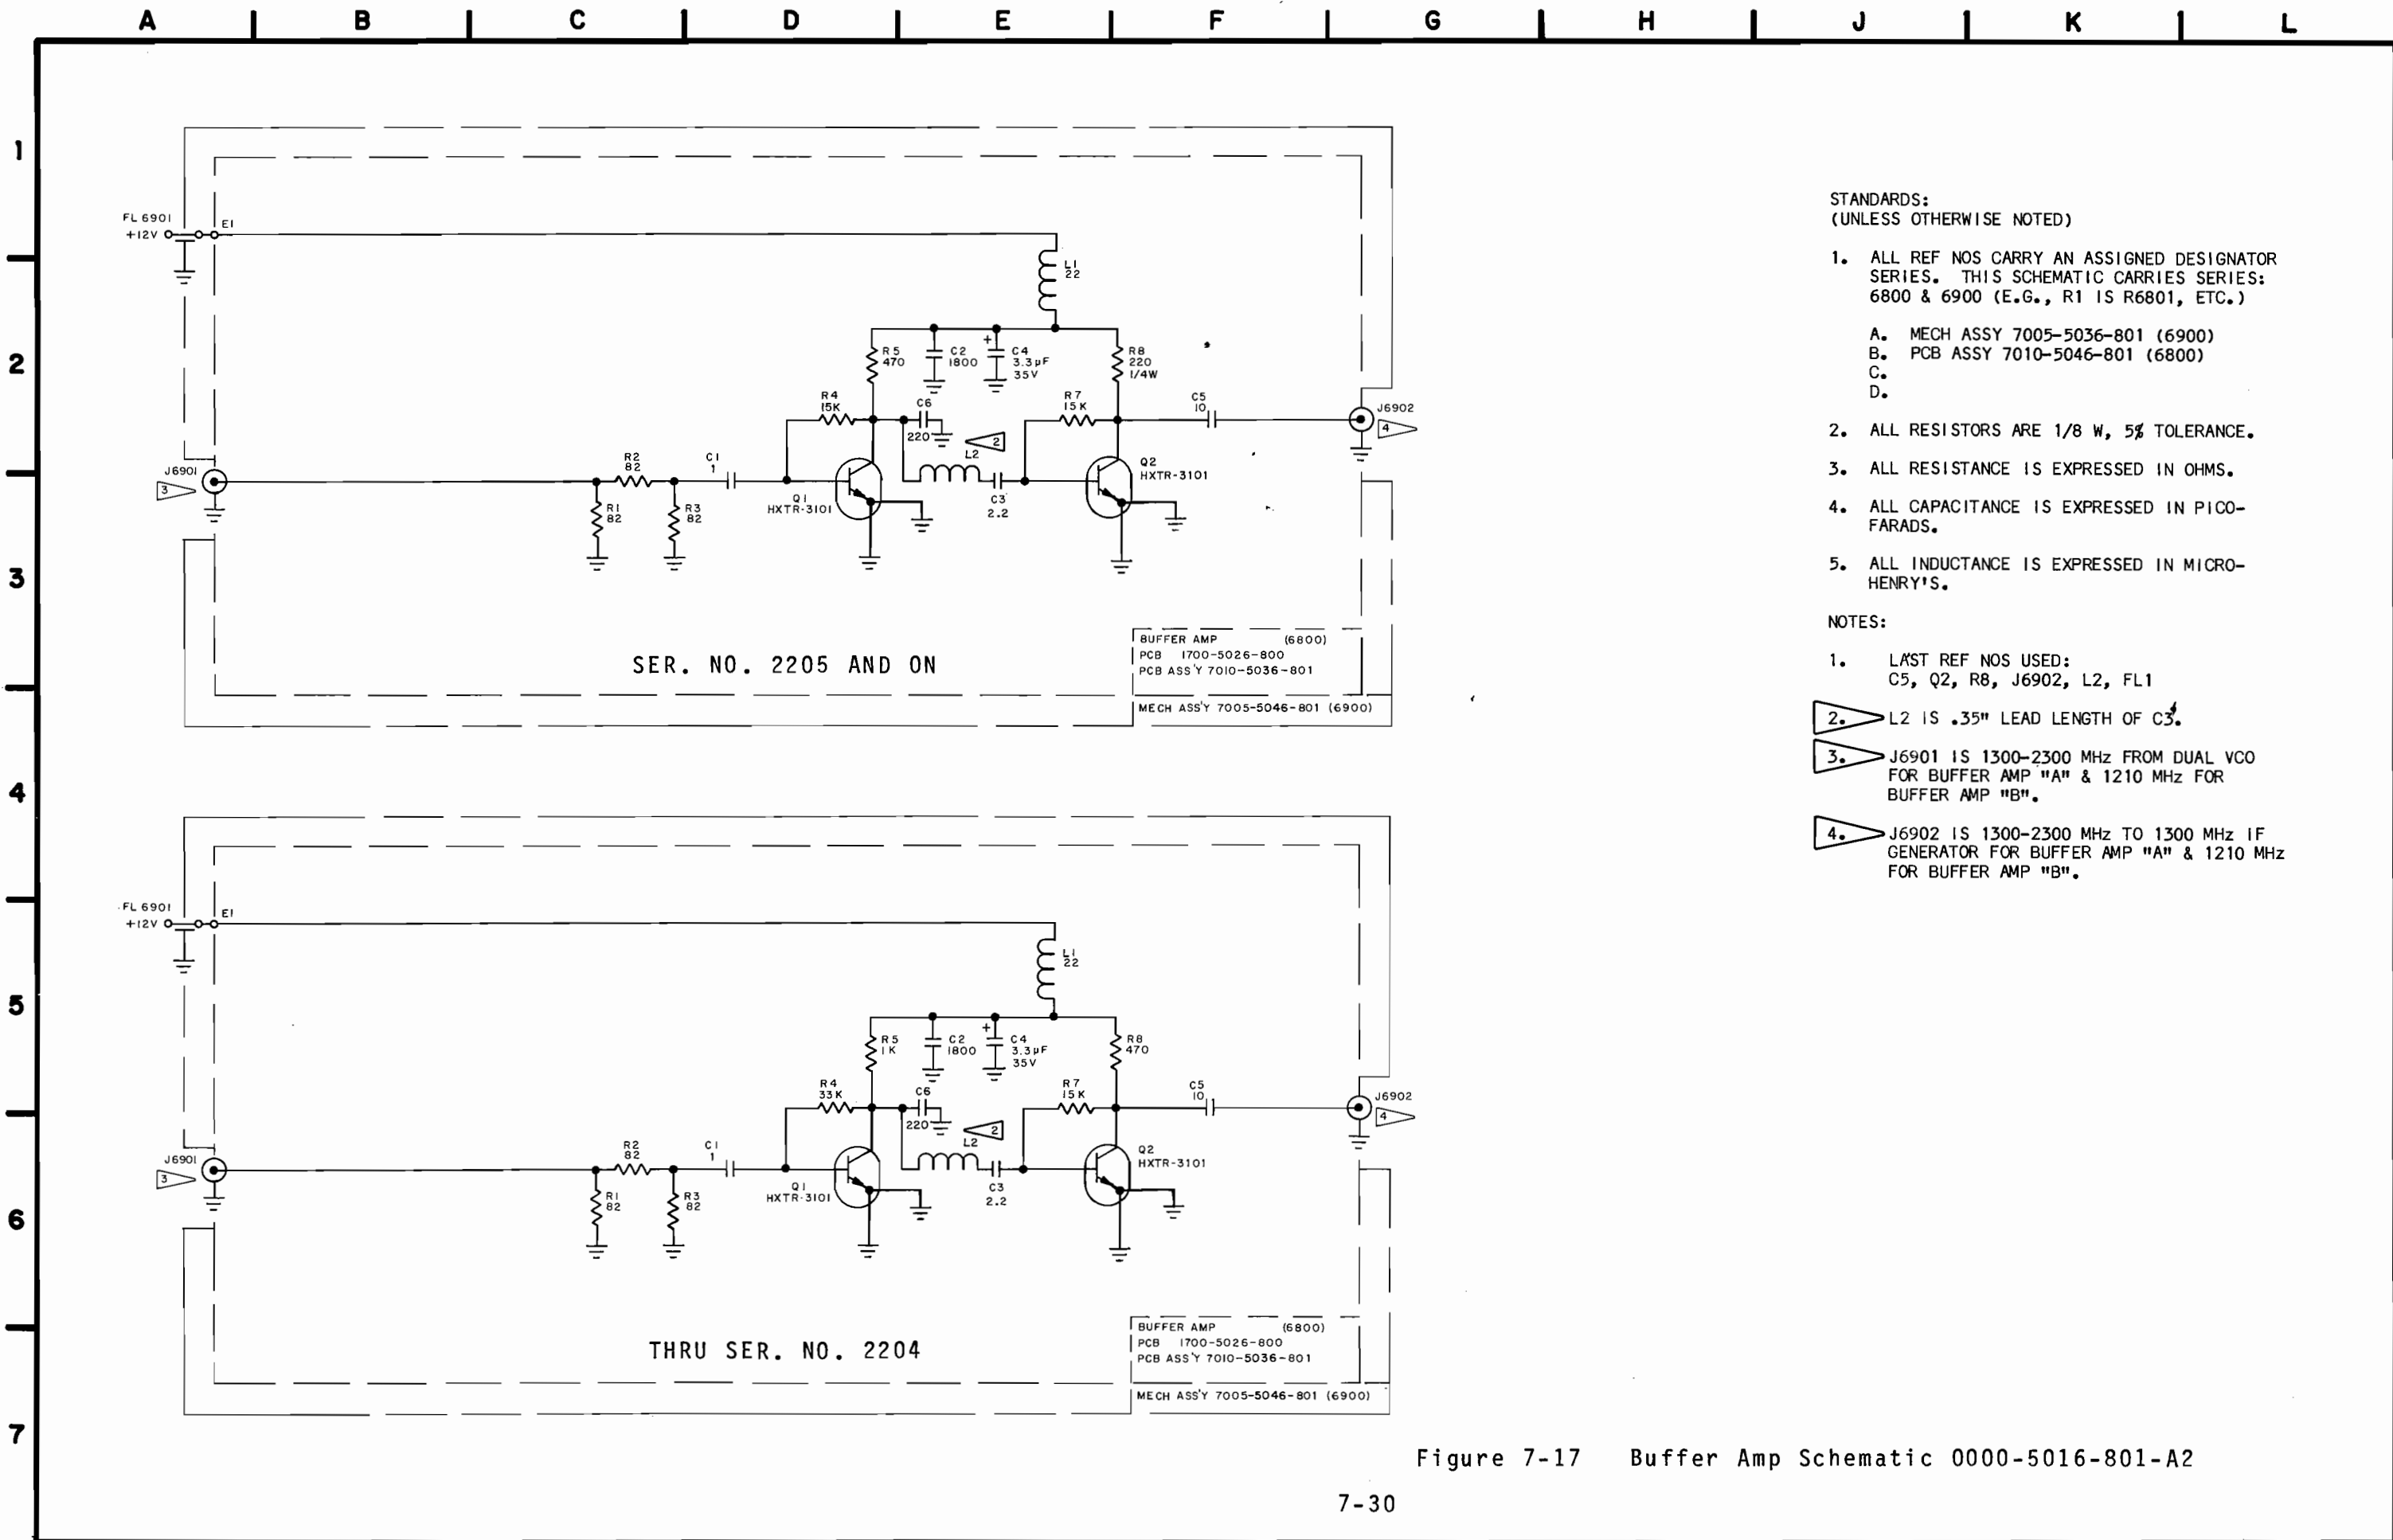 A B C D E F G H J K L
1
2
3
4
5
6
7
FL 6901
+12V
E1
L1
22
R5
470
C2
1800
+
C4
3.3µF
35V
R8
220
1/4W
R4
15K
C6
220
2
L2
R7
15K
C5
10
J6902
4
J6901
3
R2
82
C1
1
R1
82
R3
82
Q1
HXTR-3101
C3
2.2
Q2
HXTR-3101
SER. NO. 2205 AND ON
BUFFER AMP (6800)
PCB 1700-5026-800
PCB ASS'Y 7010-5036-801
MECH ASS'Y 7005-5046-801 (6900)
FL 6901
+12V
E1
L1
22
R5
1K
C2
1800
+
C4
3.3µF
35V
R8
470
R4
33K
C6
220
2
L2
R7
15K
C5
10
J6902
4
J6901
3
R2
82
C1
1
R1
82
R3
82
Q1
HXTR-3101
C3
2.2
Q2
HXTR-3101
THRU SER. NO. 2204
BUFFER AMP (6800)
PCB 1700-5026-800
PCB ASS'Y 7010-5036-801
MECH ASS'Y 7005-5046-801 (6900)
STANDARDS:
(UNLESS OTHERWISE NOTED)
1. ALL REF NOS CARRY AN ASSIGNED DESIGNATOR
SERIES. THIS SCHEMATIC CARRIES SERIES:
6800 & 6900 (E.G., R1 IS R6801, ETC.)
A. MECH ASSY 7005-5036-801 (6900)
B. PCB ASSY 7010-5046-801 (6800)
C.
D.
2. ALL RESISTORS ARE 1/8 W, 5% TOLERANCE.
3. ALL RESISTANCE IS EXPRESSED IN OHMS.
4. ALL CAPACITANCE IS EXPRESSED IN PICO-
FARADS.
5. ALL INDUCTANCE IS EXPRESSED IN MICRO-
HENRY'S.
NOTES:
1. LAST REF NOS USED:
C5, Q2, R8, J6902, L2, FL1
2. L2 IS .35" LEAD LENGTH OF C3.
3. J6901 IS 1300-2300 MHz FROM DUAL VCO
FOR BUFFER AMP "A" & 1210 MHz FOR
BUFFER AMP "B".
4. J6902 IS 1300-2300 MHz TO 1300 MHz IF
GENERATOR FOR BUFFER AMP "A" & 1210 MHz
FOR BUFFER AMP "B".
Figure 7-17 Buffer Amp Schematic 0000-5016-801-A2
7-30